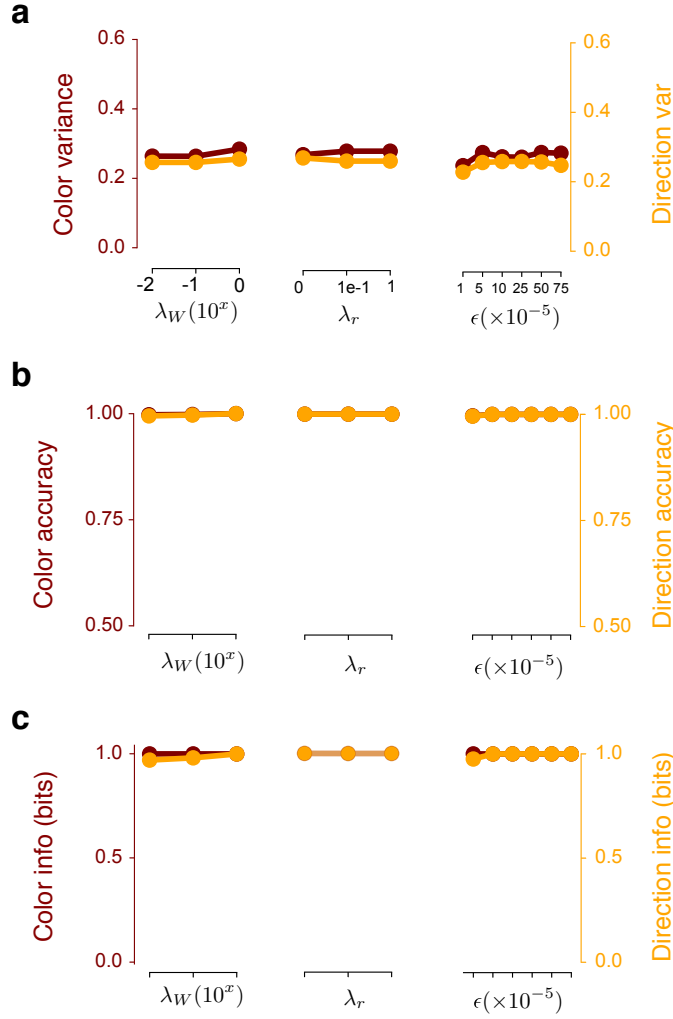 a
0.6
0.4
0.2
0.0
Color variance
0.6
0.4
0.2
0.0
Direction var
-2 -1 0
λ_W(10^x)
0 1e-1 1
λ_r
1 5 10 25 50 75
ϵ(×10^-5)
b
1.00
0.75
0.50
Color accuracy
1.00
0.75
0.50
Direction accuracy
λ_W(10^x)
λ_r
ϵ(×10^-5)
c
1.0
0.5
0.0
Color info (bits)
1.0
0.5
0.0
Direction info (bits)
λ_W(10^x)
λ_r
ϵ(×10^-5)